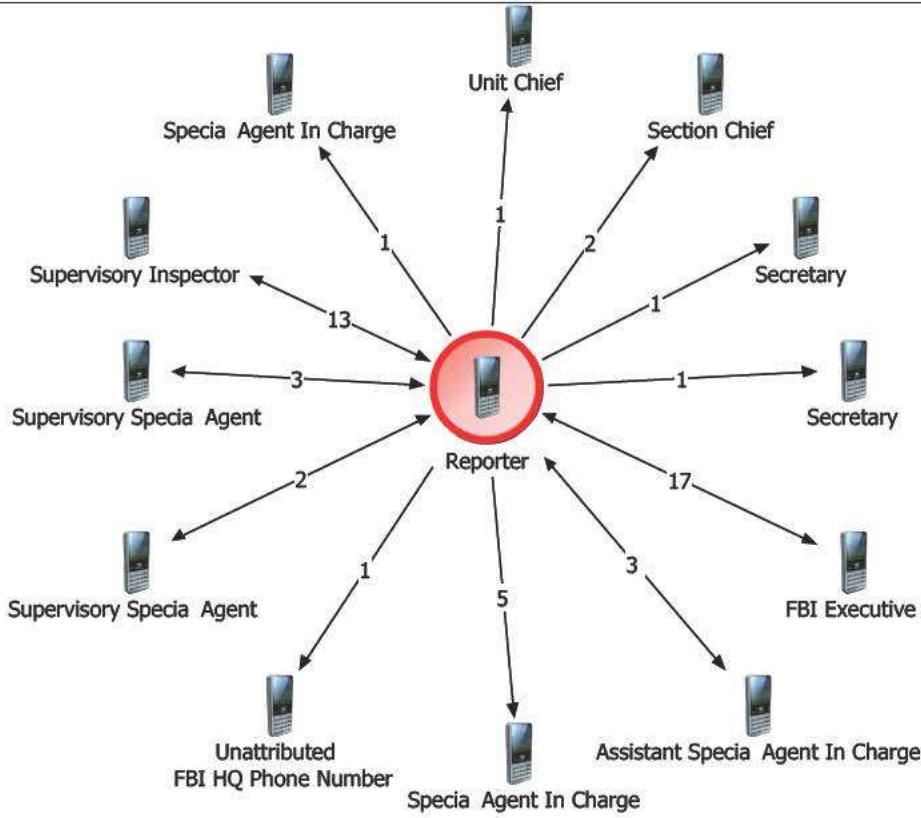 Unit Chief
Specia Agent In Charge
Section Chief
1
1
2
Supervisory Inspector
Secretary
13
1
3
1
Supervisory Specia Agent
Secretary
Reporter
2
17
1
5
3
Supervisory Specia Agent
FBI Executive
Unattributed
FBI HQ Phone Number
Assistant Specia Agent In Charge
Specia Agent In Charge